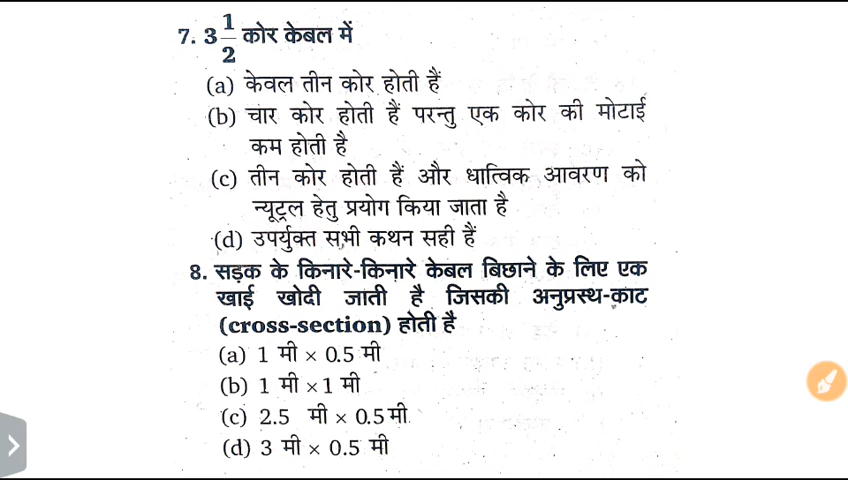 7. 3 1/2 कोर केबल में
(a) केवल तीन कोर होती हैं
(b) चार कोर होती हैं परन्तु एक कोर की मोटाई
कम होती है
(c) तीन कोर होती हैं और धात्विक आवरण को
न्यूट्रल हेतु प्रयोग किया जाता है
(d) उपर्युक्त सभी कथन सही हैं
8. सड़क के किनारे-किनारे केबल बिछाने के लिए एक
खाई खोदी जाती है जिसकी अनुप्रस्थ-काट
(cross-section) होती है
(a) 1 मी × 0.5 मी
(b) 1 मी × 1 मी
(c) 2.5 मी × 0.5 मी
(d) 3 मी × 0.5 मी